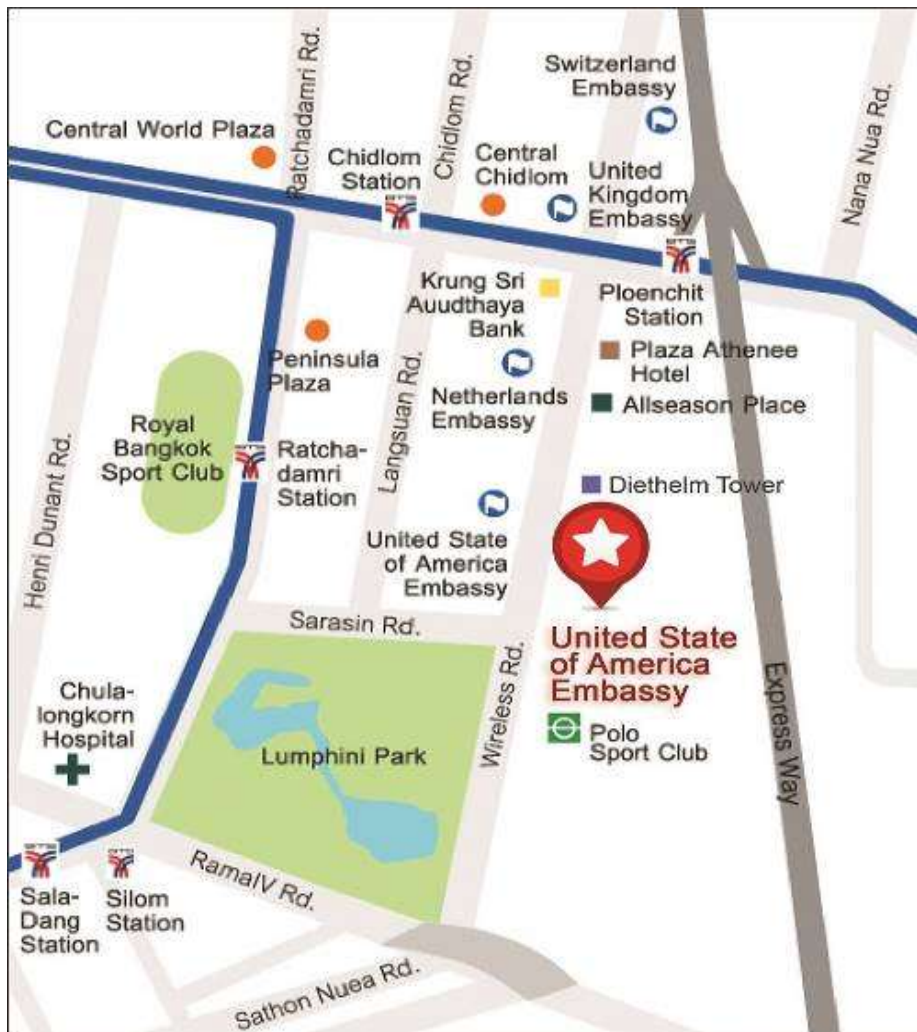 Switzerland
Embassy
Central World Plaza
Ratchadamri Rd.
Chidlom
Station
Chidlom Rd.
Central
Chidlom
United
Kingdom
Embassy
Nana Nua Rd.
Krung Sri
Auudthaya
Bank
Ploenchit
Station
Peninsula
Plaza
Plaza Athenee
Hotel
Netherlands
Embassy
Allseason Place
Royal
Bangkok
Sport Club
Ratcha-
damri
Station
Langsuan Rd.
Henri Dunant Rd.
Diethelm Tower
United State
of America
Embassy
Sarasin Rd.
United State
of America
Embassy
Wireless Rd.
Express Way
Chula-
longkorn
Hospital
Lumphini Park
Polo
Sport Club
RamaIV Rd.
Sala-
Dang
Station
Silom
Station
Sathon Nuea Rd.